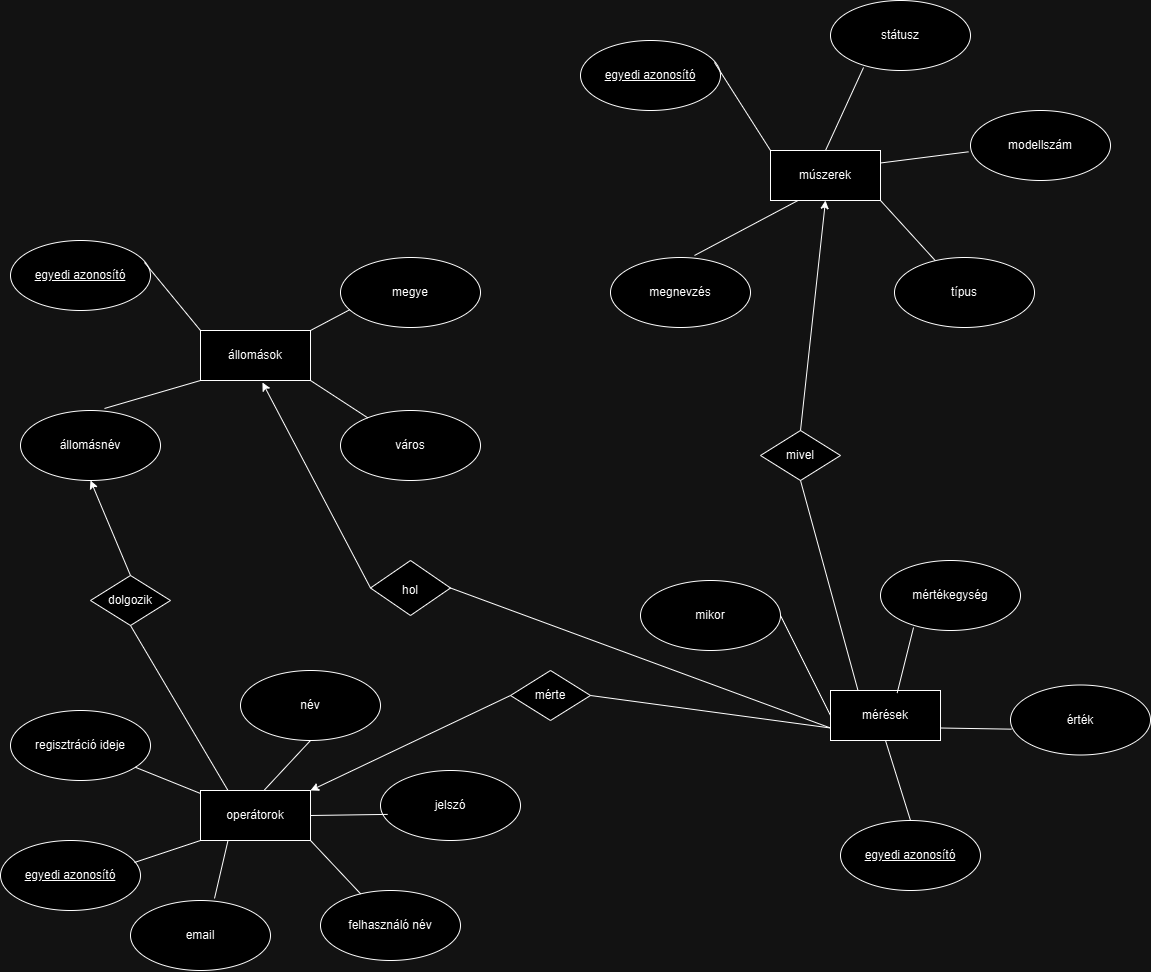 státusz
egyedi azonosító
modellszám
múszerek
megnevzés
típus
egyedi azonosító
megye
állomások
állomásnév
város
mivel
dolgozik
hol
mikor
mértékegység
mérte
név
mérések
érték
regisztráció ideje
operátorok
jelszó
egyedi azonosító
egyedi azonosító
email
felhasználó név